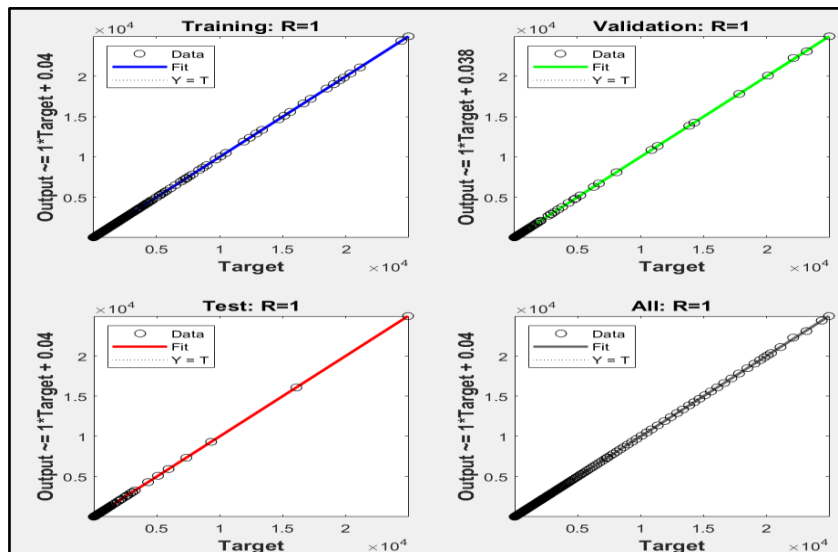 Training: R=1
×10^4
Output ~= 1*Target + 0.04
2
1.5
1
0.5
Data
Fit
Y = T
0.5 1 1.5 2
Target
×10^4
Validation: R=1
×10^4
Output ~= 1*Target + 0.038
2
1.5
1
0.5
Data
Fit
Y = T
0.5 1 1.5 2
Target
×10^4
Test: R=1
×10^4
Output ~= 1*Target + 0.04
2
1.5
1
0.5
Data
Fit
Y = T
0.5 1 1.5 2
Target
×10^4
All: R=1
×10^4
Output ~= 1*Target + 0.04
2
1.5
1
0.5
Data
Fit
Y = T
0.5 1 1.5 2
Target
×10^4